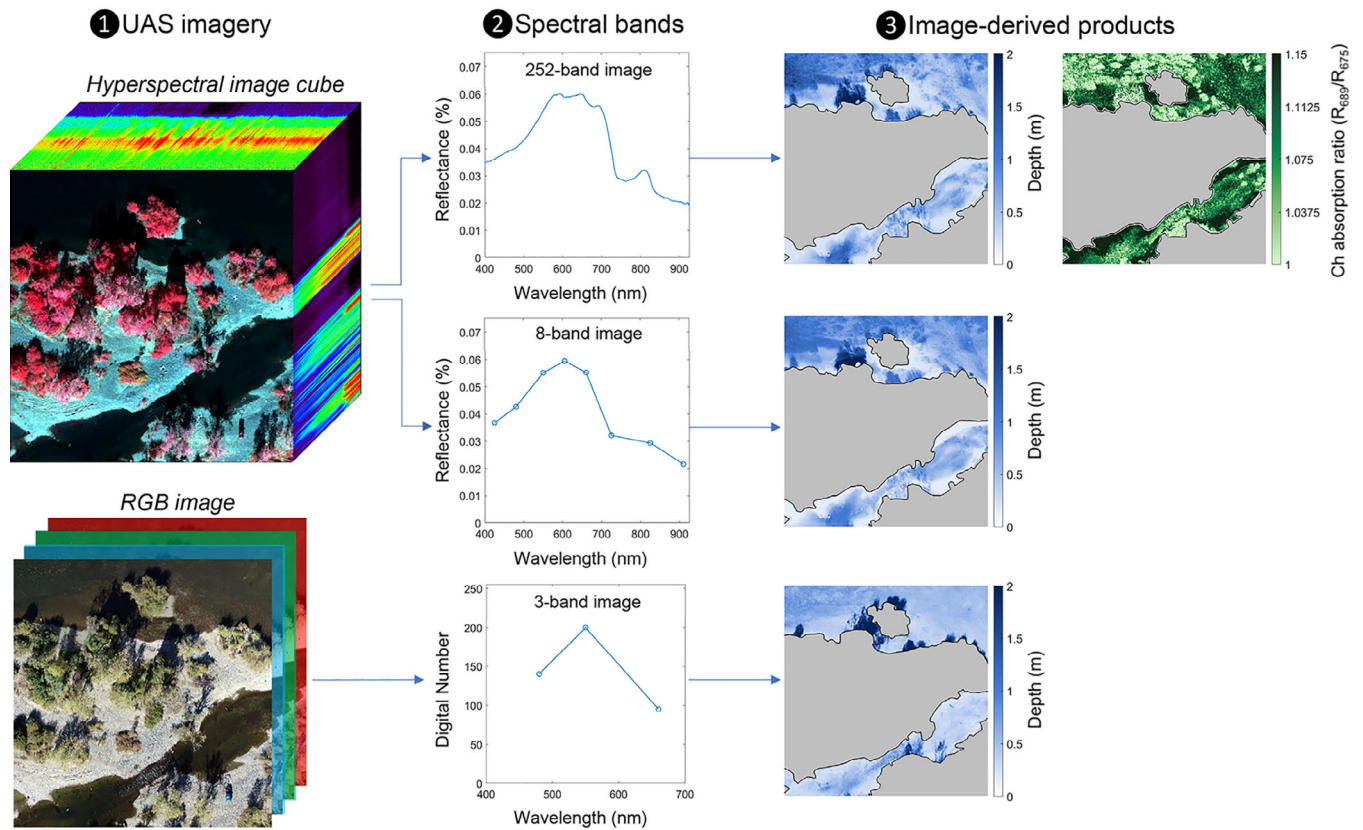 1 UAS imagery
2 Spectral bands
3 Image-derived products
Hyperspectral image cube
252-band image
Reflectance (%)
0.07
0.06
0.05
0.04
0.03
0.02
0.01
0
400 500 600 700 800 900
Wavelength (nm)
2
1.5
1
0.5
0
Depth (m)
1.15
1.1125
1.075
1.0375
1
Ch absorption ratio (R689/R675)
8-band image
Reflectance (%)
0.07
0.06
0.05
0.04
0.03
0.02
0.01
0
400 500 600 700 800 900
Wavelength (nm)
2
1.5
1
0.5
0
Depth (m)
RGB image
3-band image
Digital Number
250
200
150
100
50
0
400 500 600 700
Wavelength (nm)
2
1.5
1
0.5
0
Depth (m)